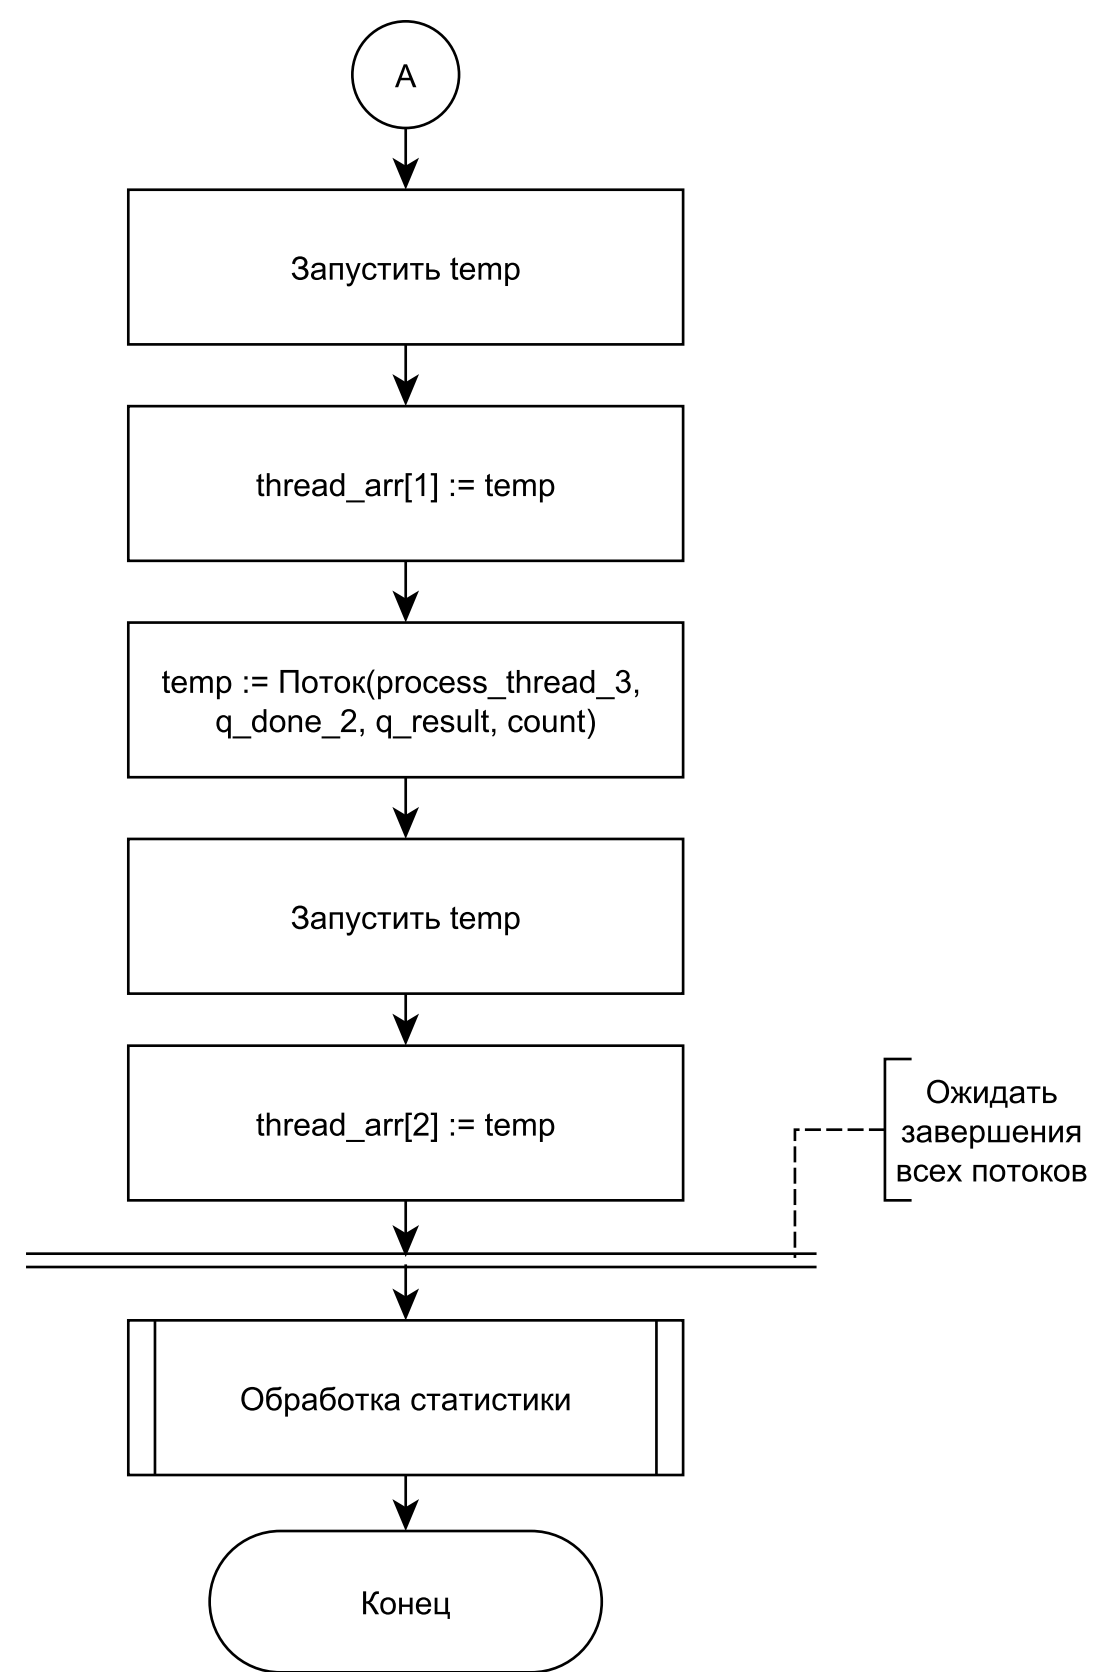 A
Запустить temp
thread_arr[1] := temp
temp := Поток(process_thread_3,
q_done_2, q_result, count)
Запустить temp
thread_arr[2] := temp
Ожидать
завершения
всех потоков
Обработка статистики
Конец